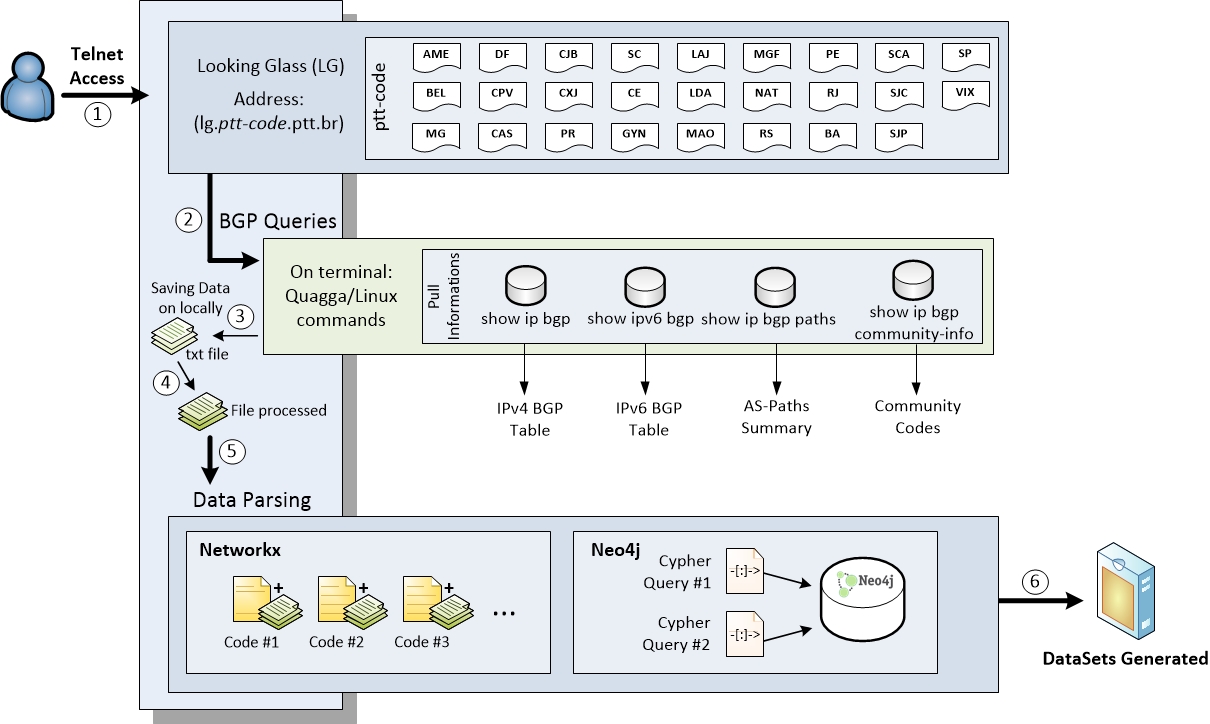 Telnet
Access
1
Looking Glass (LG)
Address:
(lg.ptt-code.ptt.br)
ptt-code
AME DF CJB SC LAJ MGF PE SCA SP
BEL CPV CXJ CE LDA NAT RJ SJC VIX
MG CAS PR GYN MAO RS BA SJP
2
BGP Queries
On terminal:
Quagga/Linux
commands
Pull
Informations
show ip bgp
show ipv6 bgp
show ip bgp paths
show ip bgp
community-info
Saving Data
on locally
3
txt file
4
File processed
IPv4 BGP
Table
IPv6 BGP
Table
AS-Paths
Summary
Community
Codes
5
Data Parsing
Networkx
+ + +
...
Code #1 Code #2 Code #3
Neo4j
Cypher
Query #1
-[:]->
Cypher
Query #2
-[:]->
Neo4j
6
DataSets Generated